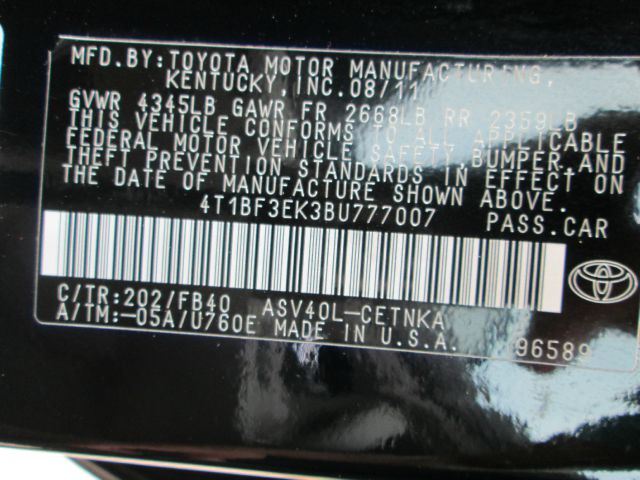 MFD.BY:TOYOTA MOTOR MANUFACTURING,
KENTUCKY,INC.08/11
GVWR 4345LB GAWR FR 2668LB RR 2359LB
THIS VEHICLE CONFORMS TO ALL APPLICABLE
FEDERAL MOTOR VEHICLE SAFETY,BUMPER,AND
THEFT PREVENTION STANDARDS IN EFFECT ON
THE DATE OF MANUFACTURE SHOWN ABOVE.
4T1BF3EK3BU777007 PASS.CAR
C/TR:202/FB40 ASV40L-CETNKA
A/TM:-05A/U760E MADE IN U.S.A. 96589